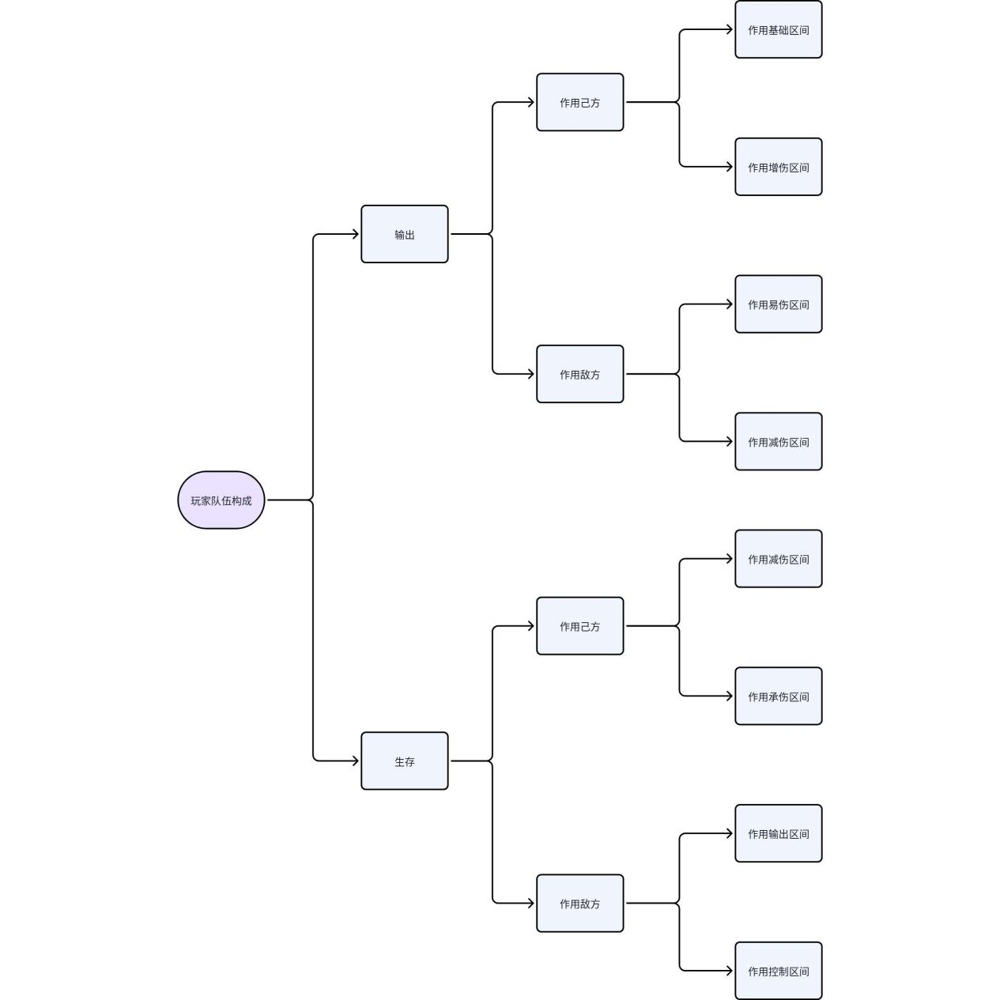 作用基础区间
作用己方
作用增伤区间
输出
作用易伤区间
作用敌方
作用减伤区间
玩家队伍构成
作用减伤区间
作用己方
作用承伤区间
生存
作用输出区间
作用敌方
作用控制区间